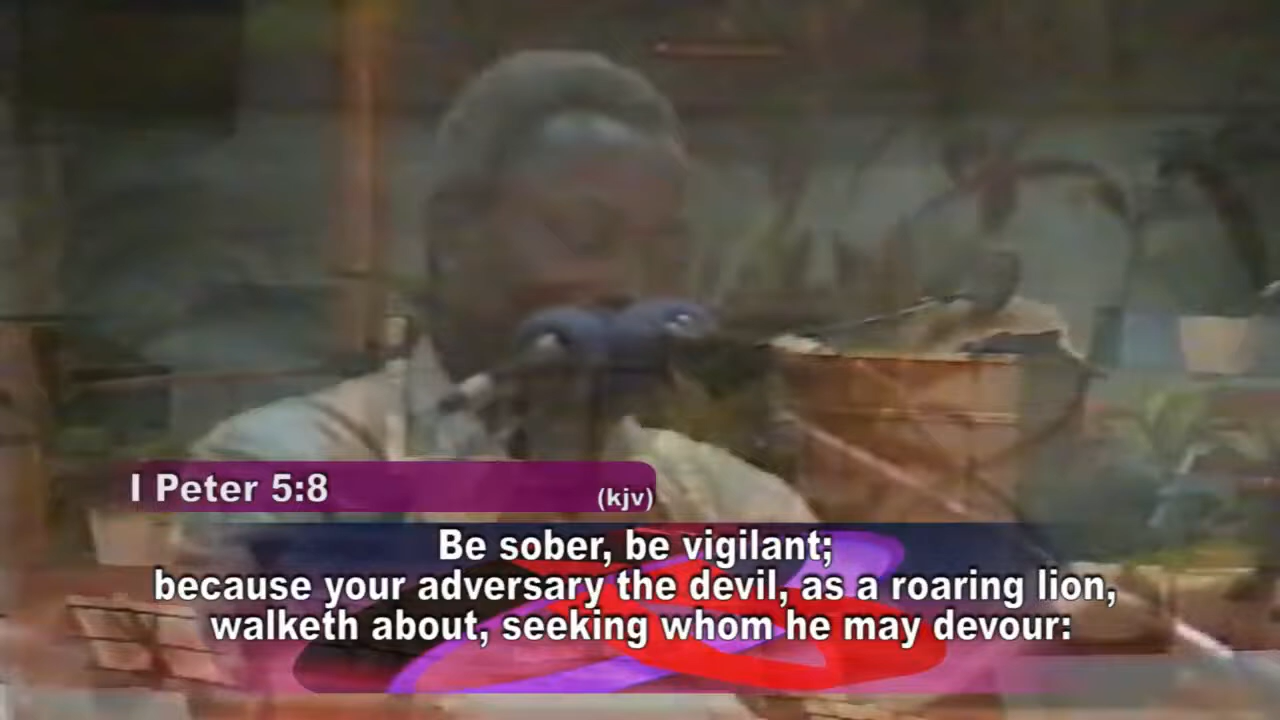 I Peter 5:8
(kjv)
Be sober, be vigilant;
because your adversary the devil, as a roaring lion,
walketh about, seeking whom he may devour: